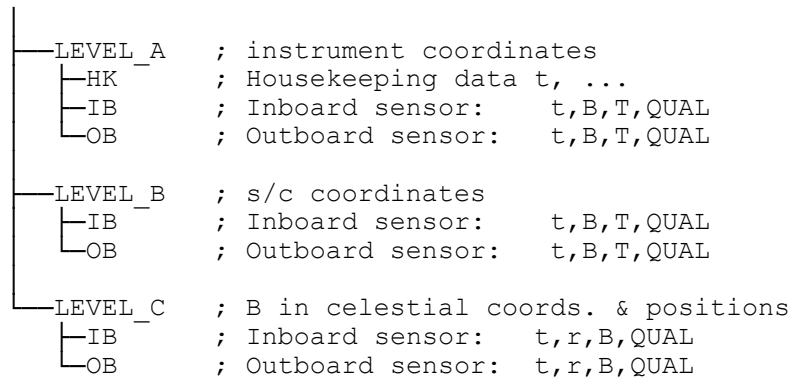 │
├──LEVEL_A   ; instrument coordinates
│  ├─HK      ; Housekeeping data t, ...
│  ├─IB      ; Inboard sensor:   t,B,T,QUAL
│  └─OB      ; Outboard sensor:  t,B,T,QUAL
│
├──LEVEL_B   ; s/c coordinates
│  ├─IB      ; Inboard sensor:   t,B,T,QUAL
│  └─OB      ; Outboard sensor:  t,B,T,QUAL
│
└──LEVEL_C   ; B in celestial coords. & positions
   ├─IB      ; Inboard sensor:  t,r,B,QUAL
   └─OB      ; Outboard sensor: t,r,B,QUAL